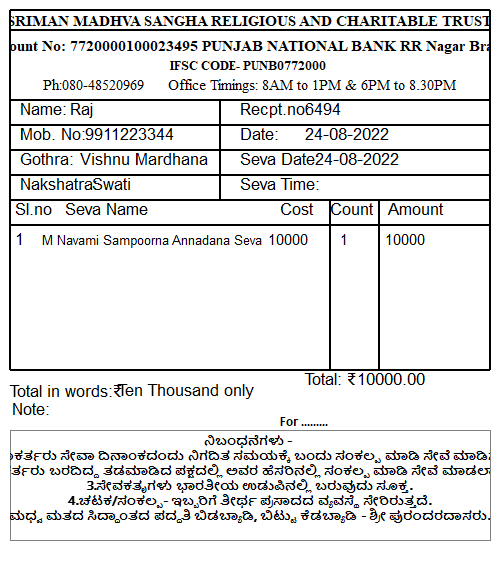 SRIMAN MADHVA SANGHA RELIGIOUS AND CHARITABLE TRUST
ount No: 7720000100023495 PUNJAB NATIONAL BANK RR Nagar Bra
IFSC CODE- PUNB0772000
Ph:080-48520969 Office Timings: 8AM to 1PM & 6PM to 8.30PM
Name: Raj Recpt.no6494
Mob. No:9911223344 Date: 24-08-2022
Gothra: Vishnu Mardhana Seva Date24-08-2022
NakshatraSwati Seva Time:
Sl.no Seva Name Cost Count Amount
1 M Navami Sampoorna Annadana Seva 10000 1 10000
Total: ₹10000.00
Total in words:₹Ten Thousand only
Note:
For .........
ನಿಬಂಧನೆಗಳು -
ಕರ್ತರು ಸೇವಾ ದಿನಾಂಕದಂದು ನಿಗದಿತ ಸಮಯಕ್ಕೆ ಬಂದು ಸಂಕಲ್ಪ ಮಾಡಿ ಸೇವೆ ಮಾಡಿ
ರ್ತರು ಬರದಿದ್ದ ತಡಮಾಡಿದ ಪಕ್ಷದಲ್ಲಿ ಅವರ ಹೆಸರಿನಲ್ಲಿ ಸಂಕಲ್ಪ ಮಾಡಿ ಸೇವೆ ಮಾಡಲಾ
3.ಸೇವಕರ್ತೃಗಳು ಭಾರತೀಯ ಉಡುಪಿನಲ್ಲಿ ಬರುವುದು ಸೂಕ್ತ.
4.ಚಟಕ/ಸಂಕಲ್ಪ- ಇಬ್ಬರಿಗೆ ತೀರ್ಥ ಪ್ರಸಾದದ ವ್ಯವಸ್ಥೆ ಸೇರಿರುತ್ತದೆ.
ಮಧ್ವ ಮತದ ಸಿದ್ಧಾಂತದ ಪದ್ಧತಿ ಬಿಡಬ್ಯಾಡಿ, ಬಿಟ್ಟು ಕೆಡಬ್ಯಾಡಿ - ಶ್ರೀ ಪುರಂದರದಾಸರು.